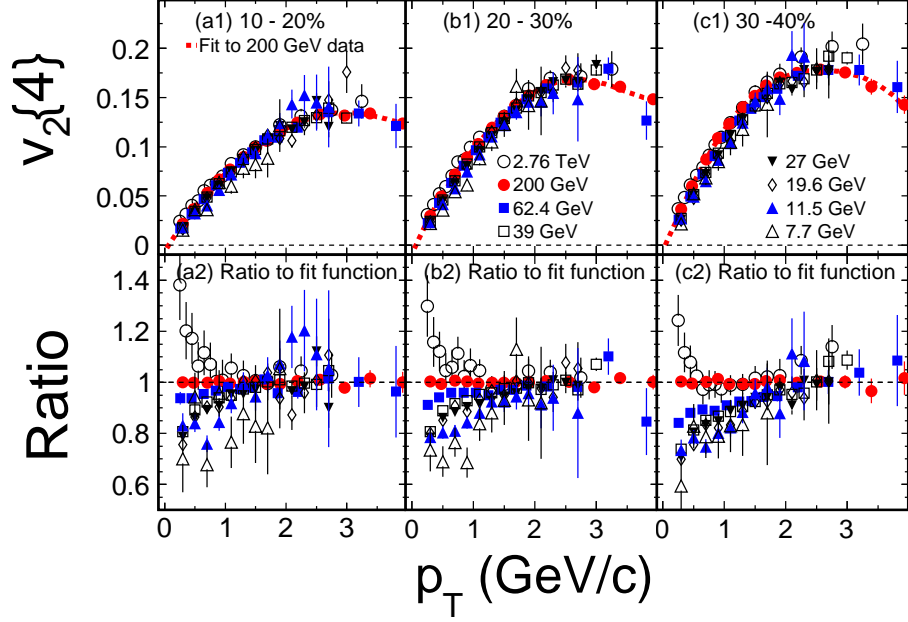 (a1) 10 - 20%
(b1) 20 - 30%
(c1) 30 -40%
Fit to 200 GeV data
v2{4}
0.2
0.15
0.1
0.05
0
2.76 TeV
200 GeV
62.4 GeV
39 GeV
27 GeV
19.6 GeV
11.5 GeV
7.7 GeV
(a2) Ratio to fit function
(b2) Ratio to fit function
(c2) Ratio to fit function
Ratio
1.4
1.2
1
0.8
0.6
0 1 2 3
0 1 2 3
0 1 2 3
pT (GeV/c)